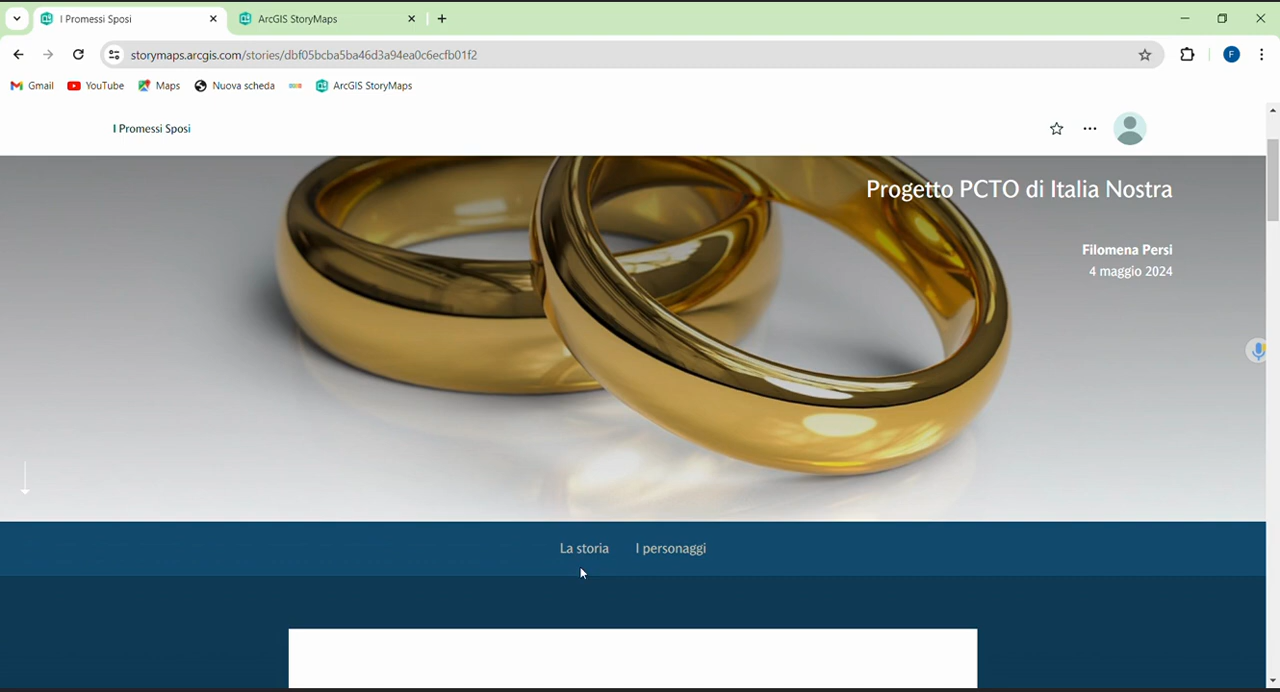 I Promessi Sposi
ArcGIS StoryMaps
storymaps.arcgis.com/stories/dbf05bcba5ba46d3a94ea0c6ecfb01f2
F
Gmail YouTube Maps Nuova scheda ArcGIS StoryMaps
I Promessi Sposi
Progetto PCTO di Italia Nostra
Filomena Persi
4 maggio 2024
La storia I personaggi